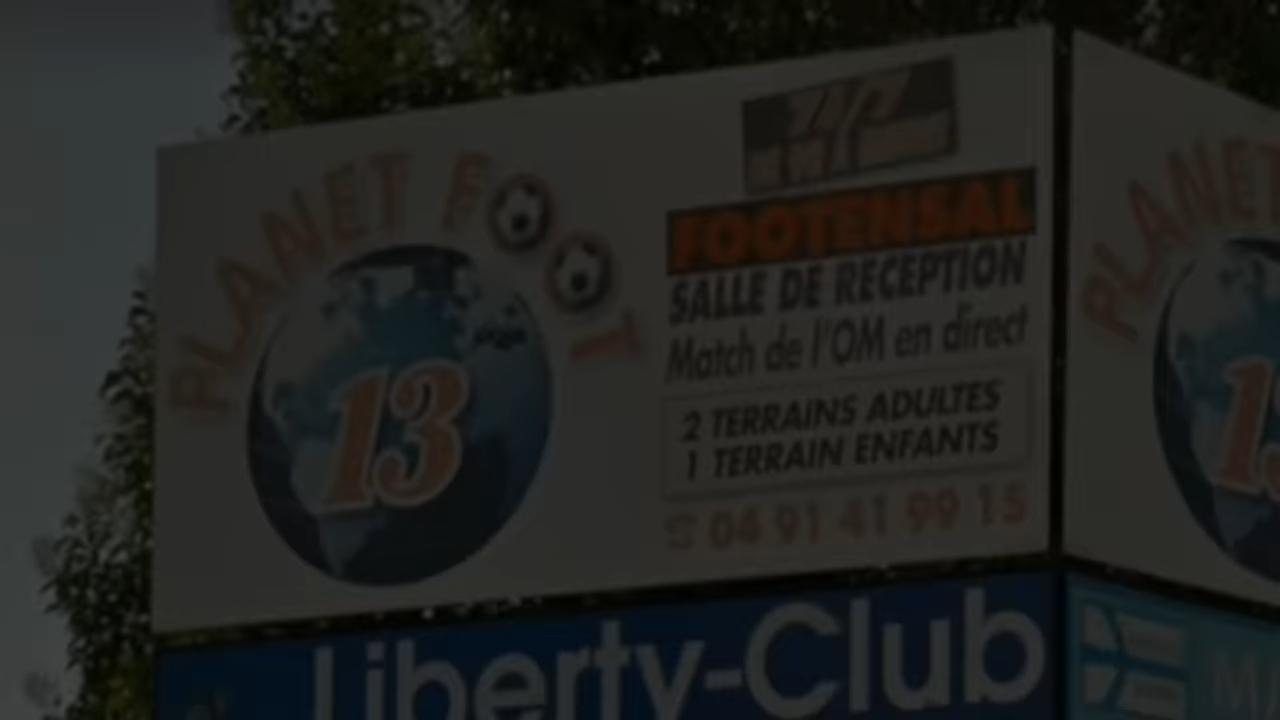 PLANET FOOT
13
FOOTENSAL
SALLE DE RECEPTION
Match de l'OM en direct
2 TERRAINS ADULTES
1 TERRAIN ENFANTS
04 91 41 99 15
Liberty-Club
PLANET